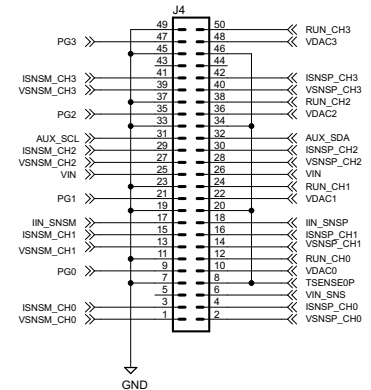 J4
49 50 RUN_CH3
PG3 47 48 VDAC3
45 46
43 44
ISNSM_CH3 41 42 ISNSP_CH3
VSNSM_CH3 39 40 VSNSP_CH3
37 38 RUN_CH2
PG2 35 36 VDAC2
33 34
AUX_SCL 31 32 AUX_SDA
ISNSM_CH2 29 30 ISNSP_CH2
VSNSM_CH2 27 28 VSNSP_CH2
VIN 25 26 VIN
23 24 RUN_CH1
PG1 21 22 VDAC1
19 20
IIN_SNSM 17 18 IIN_SNSP
ISNSM_CH1 15 16 ISNSP_CH1
VSNSM_CH1 13 14 VSNSP_CH1
11 12 RUN_CH0
PG0 9 10 VDAC0
7 8 TSENSE0P
5 6 VIN_SNS
ISNSM_CH0 3 4 ISNSP_CH0
VSNSM_CH0 1 2 VSNSP_CH0
GND